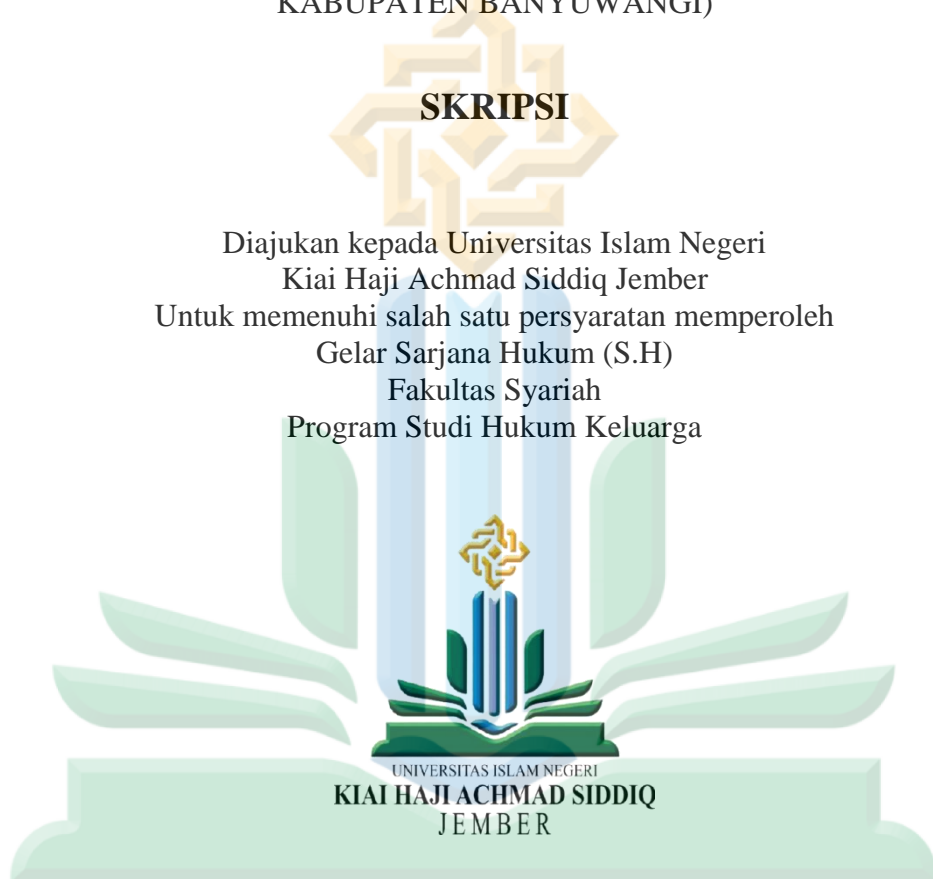 KABUPATEN BANYUWANGI)
SKRIPSI
Diajukan kepada Universitas Islam Negeri
Kiai Haji Achmad Siddiq Jember
Untuk memenuhi salah satu persyaratan memperoleh
Gelar Sarjana Hukum (S.H)
Fakultas Syariah
Program Studi Hukum Keluarga
UNIVERSITAS ISLAM NEGERI
KIAI HAJI ACHMAD SIDDIQ
JEMBER